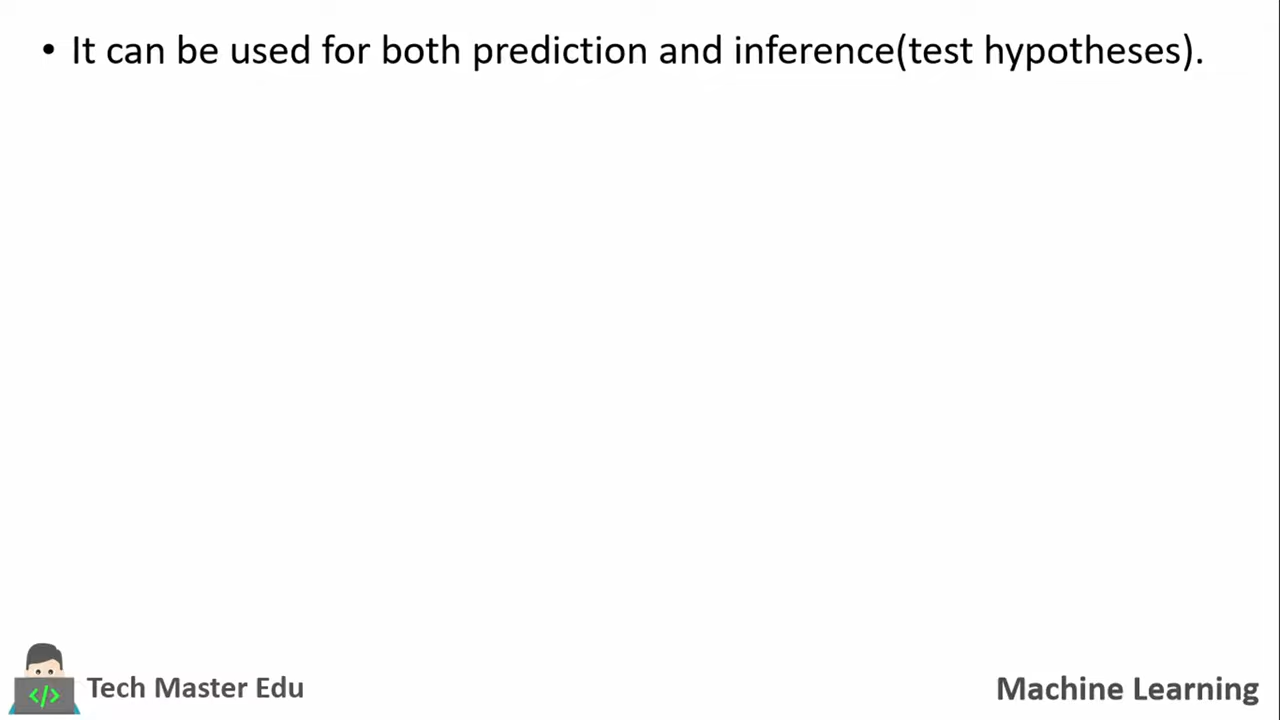 • It can be used for both prediction and inference(test hypotheses).
</>
Tech Master Edu
Machine Learning